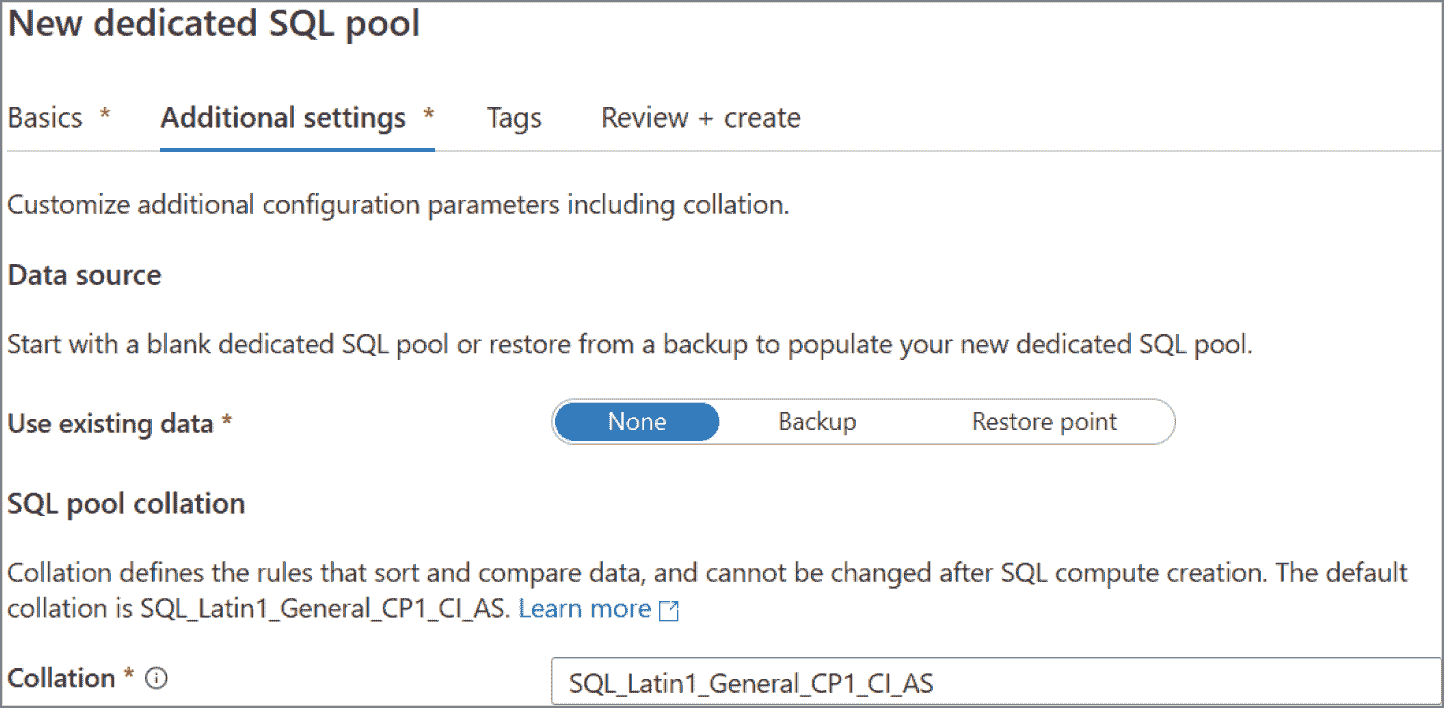 New dedicated SQL pool
Basics * Additional settings * Tags Review + create
Customize additional configuration parameters including collation.
Data source
Start with a blank dedicated SQL pool or restore from a backup to populate your new dedicated SQL pool.
Use existing data * None Backup Restore point
SQL pool collation
Collation defines the rules that sort and compare data, and cannot be changed after SQL compute creation. The default
collation is SQL_Latin1_General_CP1_CI_AS. Learn more
Collation * SQL_Latin1_General_CP1_CI_AS